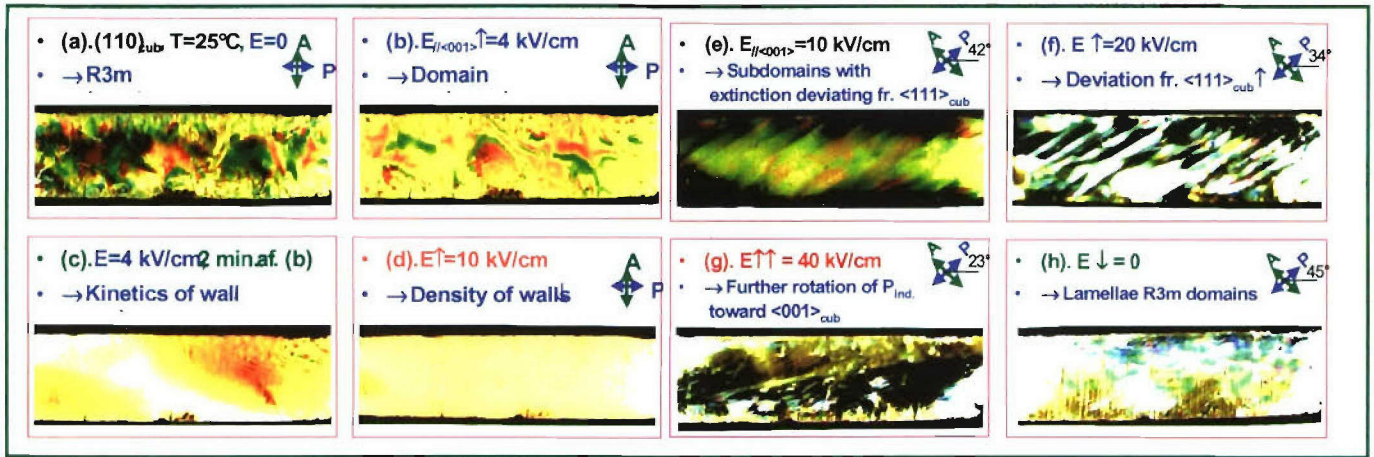 • (a).(110)cub, T=25°C, E=0
• →R3m
A
P
• (b).E//<001>↑=4 kV/cm
• →Domain
A
P
• (e). E//<001>=10 kV/cm
• →Subdomains with
extinction deviating fr. <111>cub
A
P
42°
• (f). E ↑=20 kV/cm
• →Deviation fr. <111>cub↑
A
P
34°
• (c).E=4 kV/cm2 min.af. (b)
• →Kinetics of wall
• (d).E↑=10 kV/cm
• →Density of walls↓
A
P
• (g). E↑↑ = 40 kV/cm
• →Further rotation of Pind.
toward <001>cub
A
P
23°
• (h). E ↓= 0
• →Lamellae R3m domains
A
P
45°